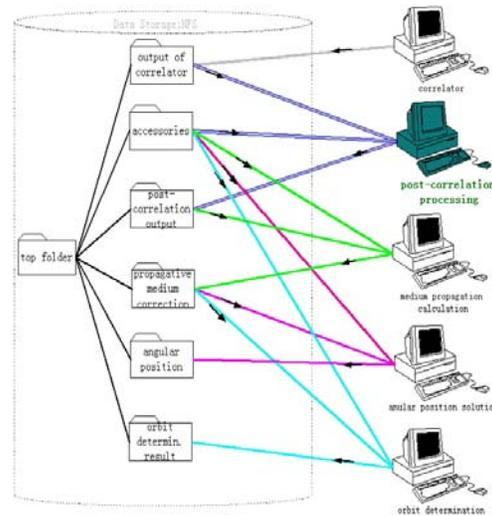 Data Storage:NFS
output of
correlator
correlator
accessories
post-correlation
processing
post-
correlation
output
top folder
propagative
medium
correction
medium propagation
calculation
angular
position
anular position solution
orbit
determin.
result
orbit determination